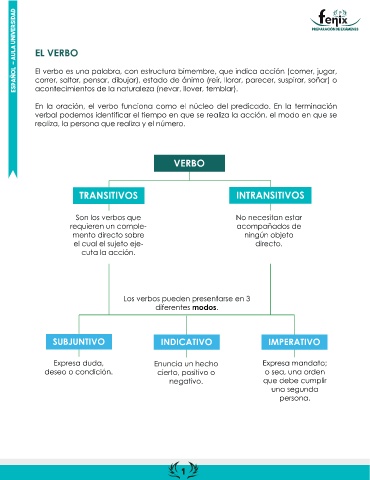 ESPAÑOL – AULA UNIVERSIDAD
fenix
PREPARACIÓN DE EXÁMENES
EL VERBO
El verbo es una palabra, con estructura bimembre, que indica acción (comer, jugar,
correr, saltar, pensar, dibujar), estado de ánimo (reír, llorar, parecer, suspirar, soñar) o
acontecimientos de la naturaleza (nevar, llover, temblar).
En la oración, el verbo funciona como el núcleo del predicado. En la terminación
verbal podemos identificar el tiempo en que se realiza la acción, el modo en que se
realiza, la persona que realiza y el número.
VERBO
TRANSITIVOS
INTRANSITIVOS
Son los verbos que
requieren un comple-
mento directo sobre
el cual el sujeto eje-
cuta la acción.
No necesitan estar
acompañados de
ningún objeto
directo.
Los verbos pueden presentarse en 3
diferentes modos.
SUBJUNTIVO
INDICATIVO
IMPERATIVO
Expresa duda,
deseo o condición.
Enuncia un hecho
cierto, positivo o
negativo.
Expresa mandato;
o sea, una orden
que debe cumplir
una segunda
persona.
1